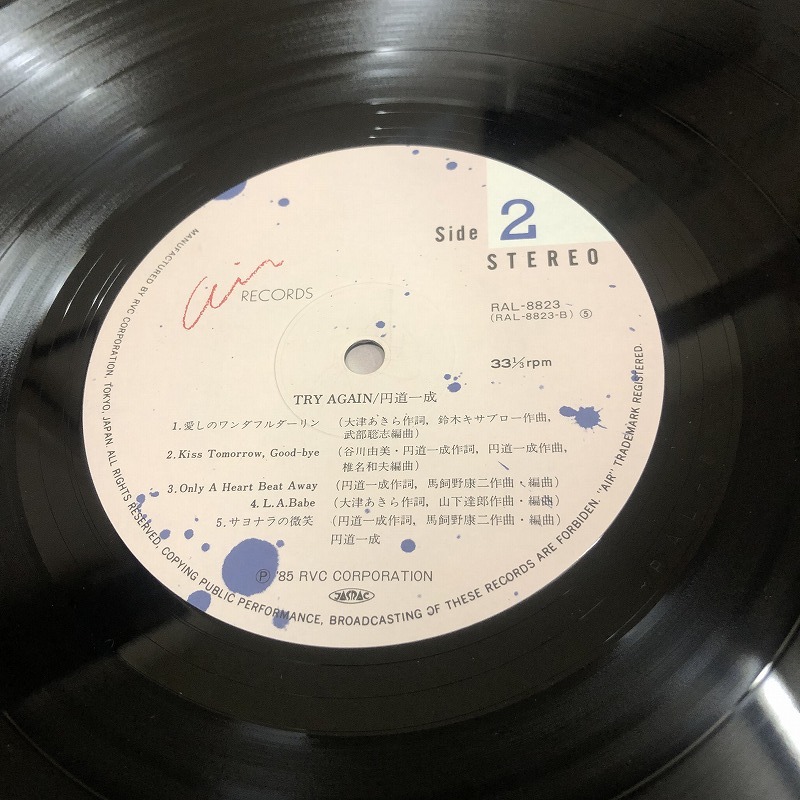 Side 2
STEREO
air RECORDS
RAL-8823
(RAL-8823-B) ⑤
33 1/3 rpm
TRY AGAIN/円道一成
1.愛しのワンダフルダーリン (大津あきら作詞, 鈴木キサブロー作曲,
武部聡志編曲)
2.Kiss Tomorrow, Good-bye (谷川由美・円道一成作詞, 円道一成作曲,
椎名和夫編曲)
3.Only A Heart Beat Away (円道一成作詞, 馬飼野康二作曲・編曲)
4.L.A.Babe (大津あきら作詞, 山下達郎作曲・編曲)
5.サヨナラの微笑 (円道一成作詞, 馬飼野康二作曲・編曲)
円道一成
Ⓟ '85 RVC CORPORATION
JASRAC
MANUFACTURED BY RVC CORPORATION, TOKYO, JAPAN. ALL RIGHTS RESERVED, COPYING PUBLIC PERFORMANCE, BROADCASTING OF THESE RECORDS ARE FORBIDDEN. "AIR" TRADEMARK REGISTERED.